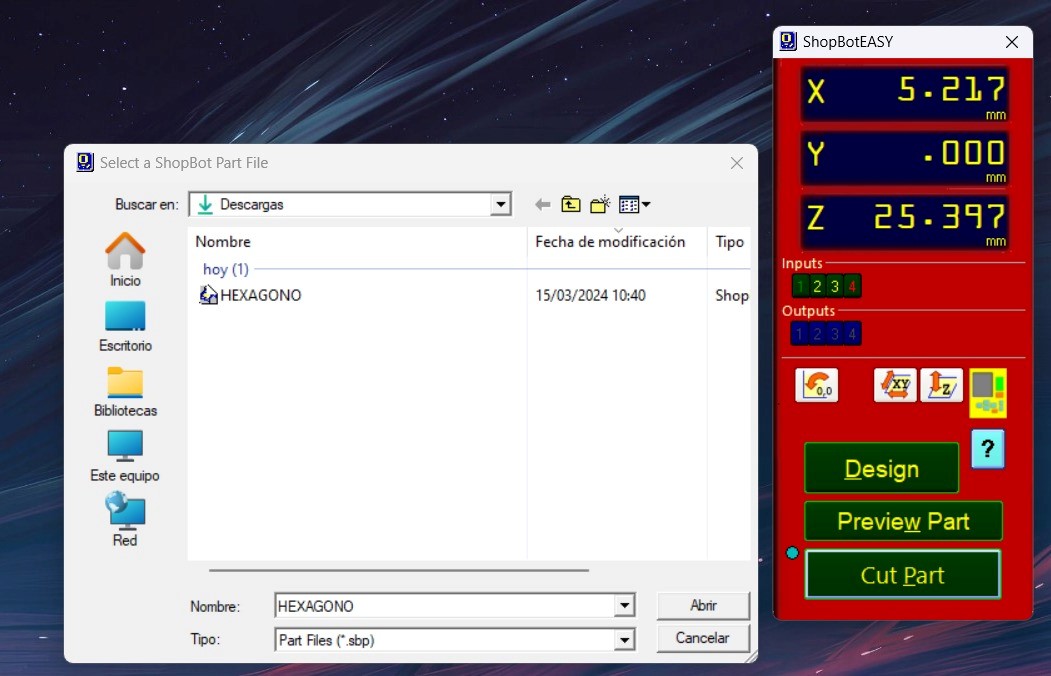 Select a ShopBot Part File
Buscar en:
Descargas
Inicio
Escritorio
Bibliotecas
Este equipo
Red
Nombre
Fecha de modificación
Tipo
hoy (1)
HEXAGONO
15/03/2024 10:40
Shop
Nombre:
HEXAGONO
Abrir
Tipo:
Part Files (*.sbp)
Cancelar
ShopBotEASY
X 5.217
mm
Y .000
mm
Z 25.397
mm
Inputs
1 2 3 4
Outputs
1 2 3 4
0,0
XY
Z
?
Design
Preview Part
Cut Part